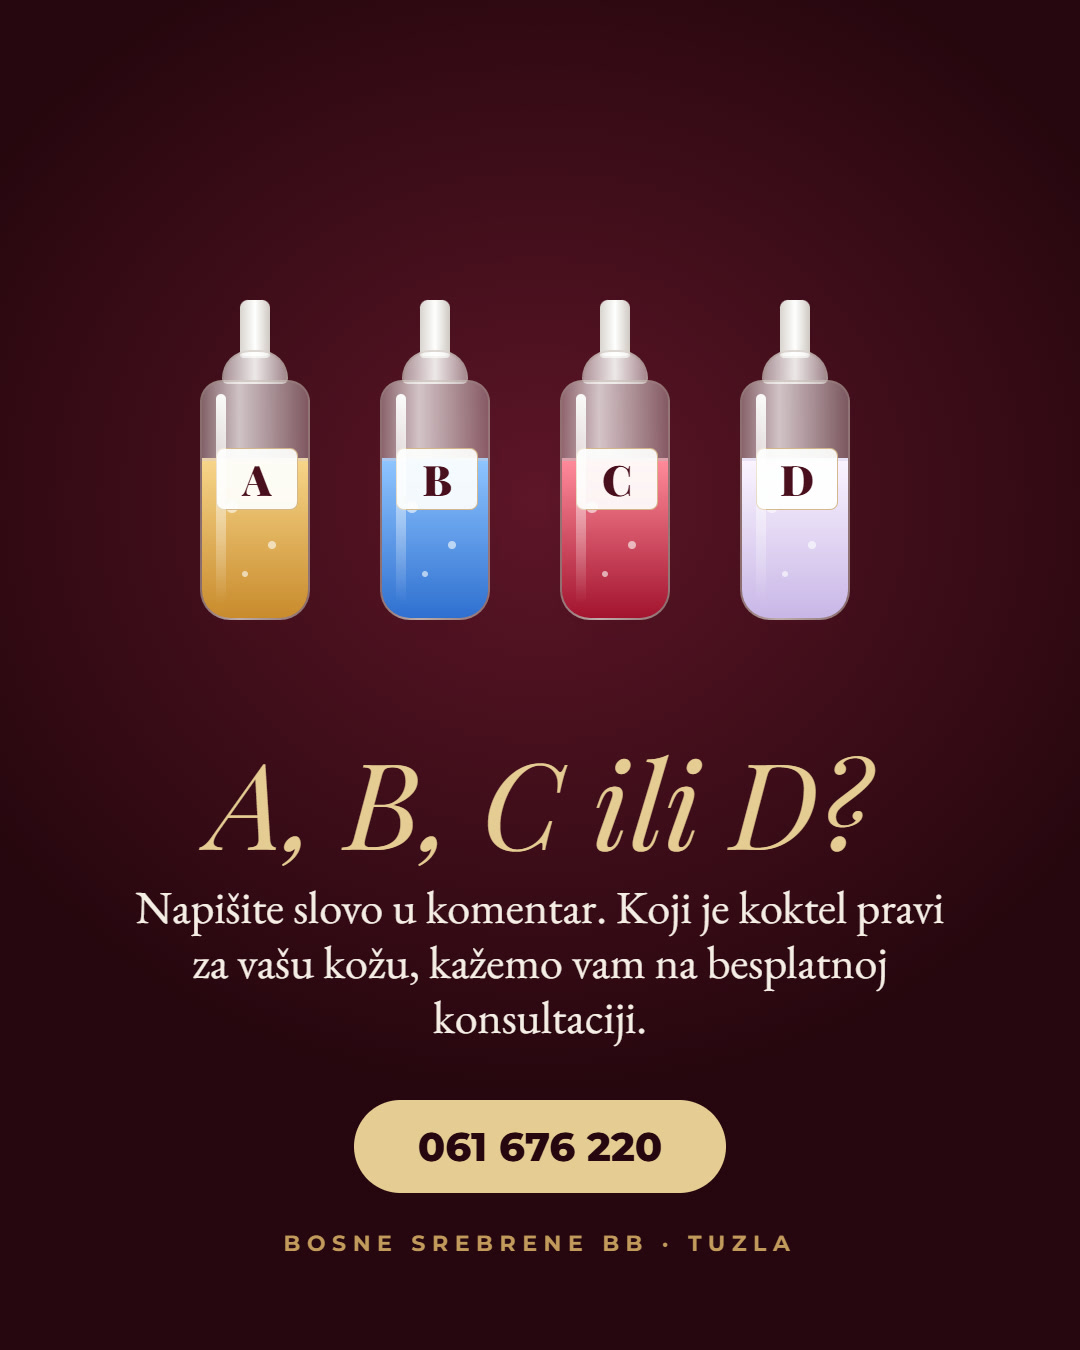 A B C D
A, B, C ili D?
Napišite slovo u komentar. Koji je koktel pravi
za vašu kožu, kažemo vam na besplatnoj
konsultaciji.
061 676 220
BOSNE SREBRENE BB · TUZLA